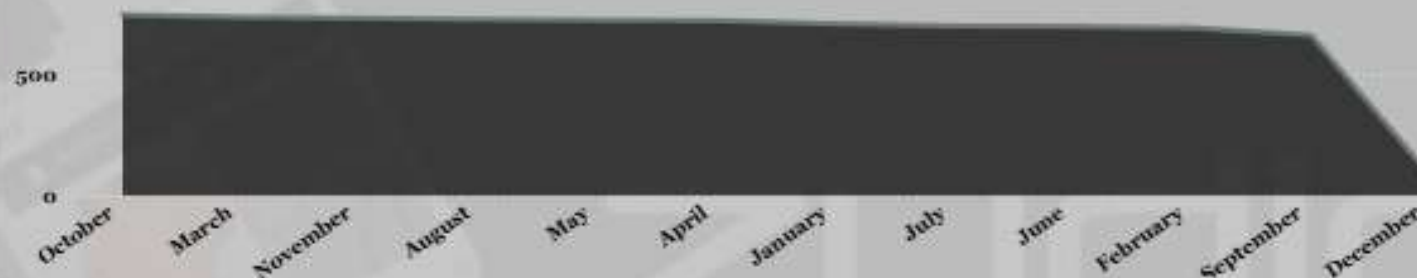 500
0
October
March
November
August
May
April
January
July
June
February
September
December